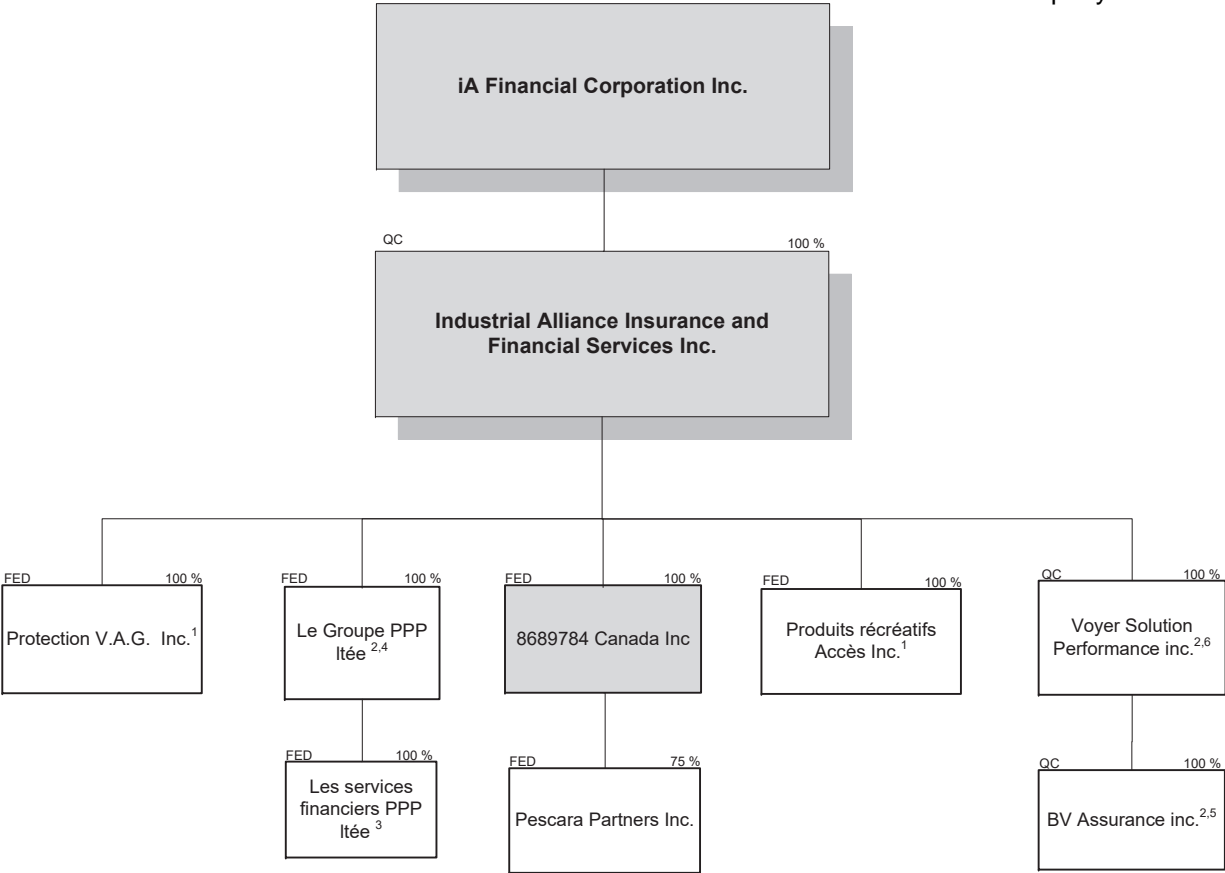 iA Financial Corporation Inc.
QC 100 %
Industrial Alliance Insurance and
Financial Services Inc.
FED 100 %
Protection V.A.G. Inc.1
FED 100 %
Le Groupe PPP
ltée 2,4
FED 100 %
8689784 Canada Inc
FED 100 %
Produits récréatifs
Accès Inc.1
QC 100 %
Voyer Solution
Performance inc.2,6
FED 100 %
Les services
financiers PPP
ltée 3
FED 75 %
Pescara Partners Inc.
QC 100 %
BV Assurance inc.2,5